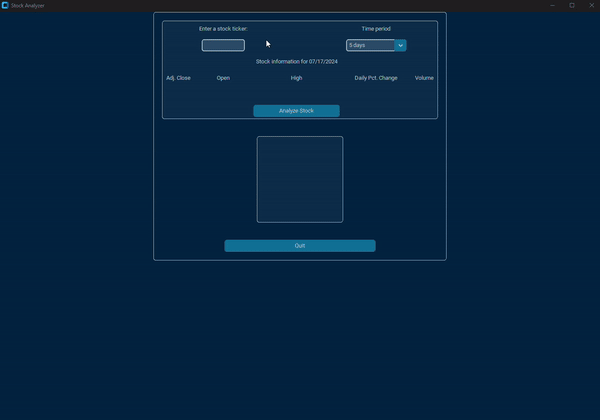 Stock Analyzer
Enter a stock ticker:
Time period
5 days
Stock information for 07/17/2024
Adj. Close Open High Daily Pct. Change Volume
Analyze Stock
Quit